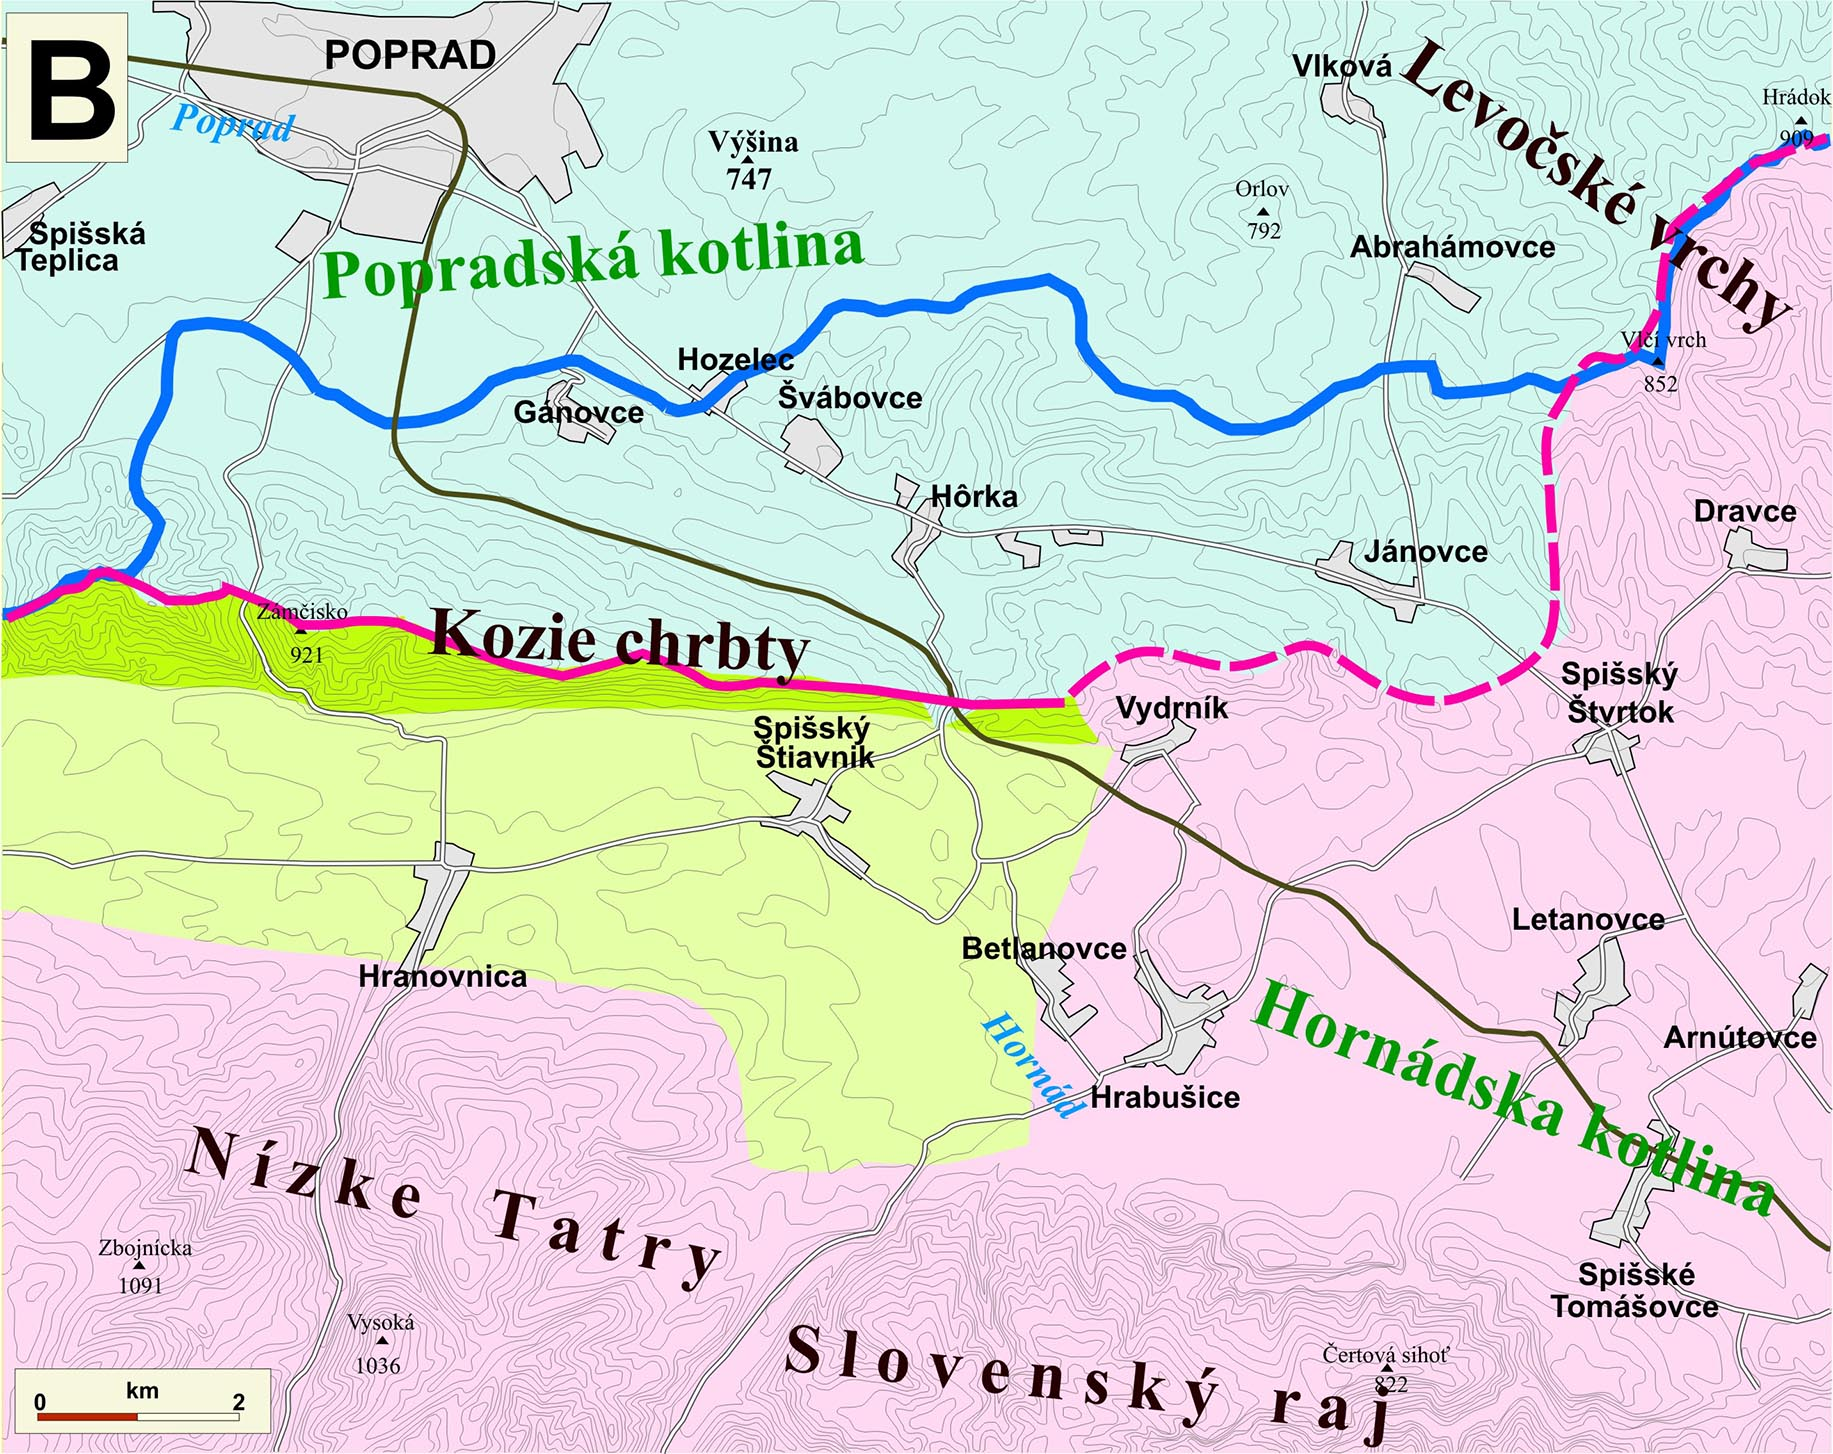 B
POPRAD
Poprad
Vlková
Levočské vrchy
Hrádok
909
Výšina
747
Orlov
792
Spišská
Teplica
Popradská kotlina
Abrahámovce
Vlčí vrch
852
Hozelec
Gánovce
Švábovce
Hôrka
Dravce
Jánovce
Zámčisko
921
Kozie chrbty
Spišský
Štvrtok
Vydrník
Spišský
Štiavnik
Letanovce
Betlanovce
Hranovnica
Hornád
Hornádska kotlina
Arnútovce
Hrabušice
Nízke Tatry
Zbojnícka
1091
Spišské
Tomášovce
Vysoká
1036
Slovenský raj
Čertová sihoť
822
km
0
2